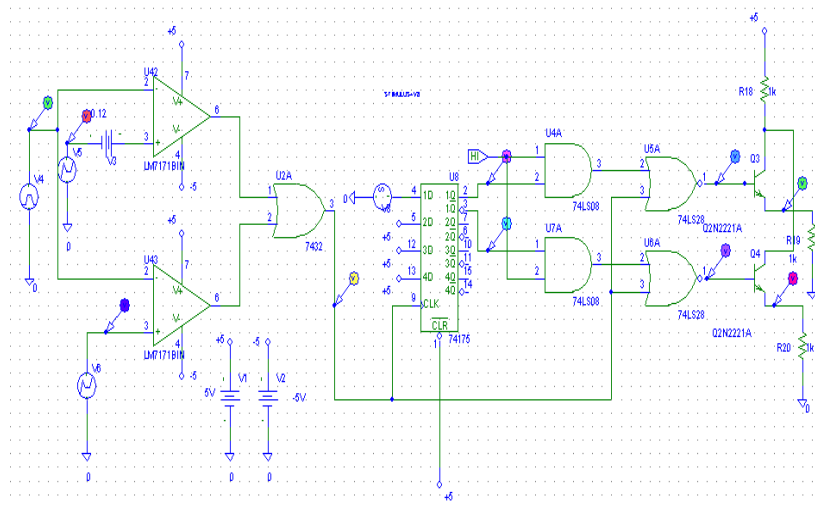 +5
U42
2
7
V+
V-
6
3
4
LM7171BIN
-5
0.12
V5
V3
V4
0
0
+5
U43
2
7
V+
V-
6
3
4
LM7171BIN
-5
V6
0
U2A
1
2
3
7432
+5
-5
V1
V2
5V
-5V
0
0
0
S
V8
+5
+5
+5
U8
4
1D
5
2D
12
3D
13
4D
9
CLK
CLR
1
1Q
2
1Q
3
2Q
7
2Q
6
3Q
10
3Q
11
4Q
15
4Q
14
74175
+5
HI
U4A
1
2
3
74LS08
U7A
1
2
3
74LS08
U5A
2
3
1
74LS28
U6A
2
3
1
74LS28
+5
R18
1k
Q3
Q2N2221A
R19
1k
Q4
Q2N2221A
R20
1k
0